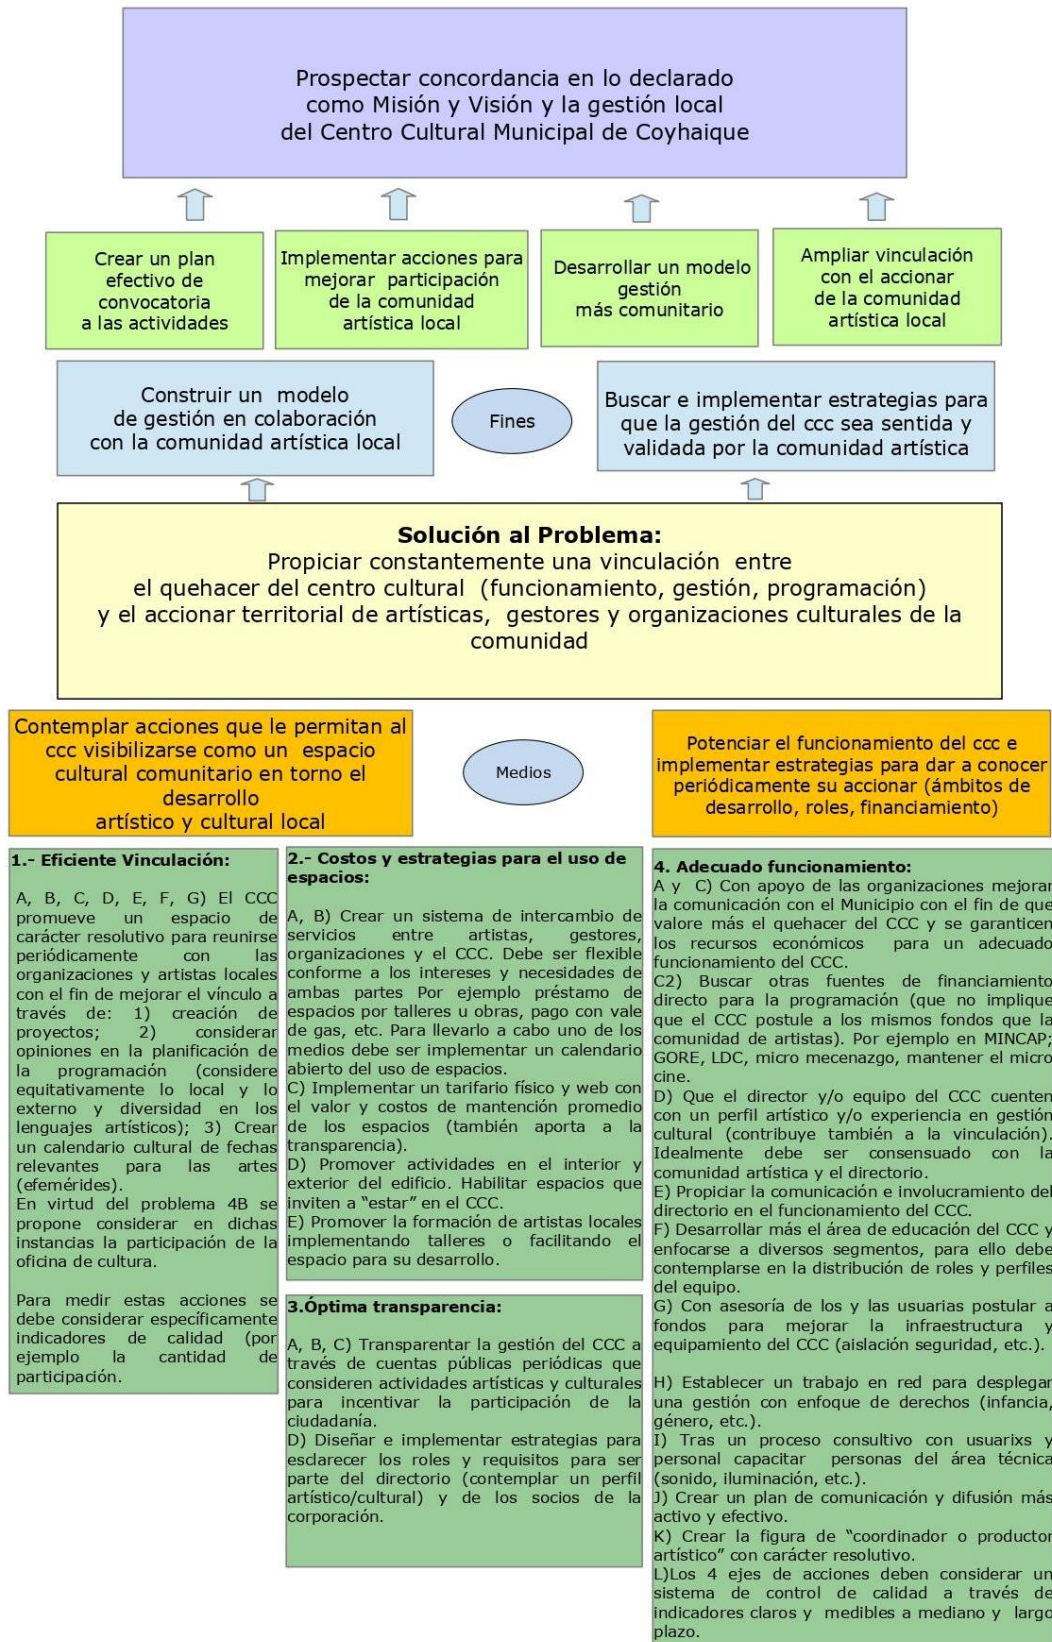 Prospectar concordancia en lo declarado
como Misión y Visión y la gestión local
del Centro Cultural Municipal de Coyhaique
Crear un plan
efectivo de
convocatoria
a las actividades
Implementar acciones para
mejorar participación
de la comunidad
artística local
Desarrollar un modelo
gestión
más comunitario
Ampliar vinculación
con el accionar
de la comunidad
artística local
Construir un modelo
de gestión en colaboración
con la comunidad artística local
Fines
Buscar e implementar estrategias para
que la gestión del ccc sea sentida y
validada por la comunidad artística
Solución al Problema:
Propiciar constantemente una vinculación entre
el quehacer del centro cultural (funcionamiento, gestión, programación)
y el accionar territorial de artísticas, gestores y organizaciones culturales de la
comunidad
Contemplar acciones que le permitan al
ccc visibilizarse como un espacio
cultural comunitario en torno el
desarrollo
artístico y cultural local
Medios
Potenciar el funcionamiento del ccc e
implementar estrategias para dar a conocer
periódicamente su accionar (ámbitos de
desarrollo, roles, financiamiento)
1.- Eficiente Vinculación:
A, B, C, D, E, F, G) El CCC
promueve un espacio de
carácter resolutivo para reunirse
periódicamente con las
organizaciones y artistas locales
con el fin de mejorar el vínculo a
través de: 1) creación de
proyectos; 2) considerar
opiniones en la planificación de
la programación (considere
equitativamente lo local y lo
externo y diversidad en los
lenguajes artísticos); 3) Crear
un calendario cultural de fechas
relevantes para las artes
(efemérides).
En virtud del problema 4B se
propone considerar en dichas
instancias la participación de la
oficina de cultura.
Para medir estas acciones se
debe considerar específicamente
indicadores de calidad (por
ejemplo la cantidad de
participación.
2.- Costos y estrategias para el uso de
espacios:
A, B) Crear un sistema de intercambio de
servicios entre artistas, gestores,
organizaciones y el CCC. Debe ser flexible
conforme a los intereses y necesidades de
ambas partes Por ejemplo préstamo de
espacios por talleres u obras, pago con vale
de gas, etc. Para llevarlo a cabo uno de los
medios debe ser implementar un calendario
abierto del uso de espacios.
C) Implementar un tarifario físico y web con
el valor y costos de mantención promedio
de los espacios (también aporta a la
transparencia).
D) Promover actividades en el interior y
exterior del edificio. Habilitar espacios que
inviten a “estar” en el CCC.
E) Promover la formación de artistas locales
implementando talleres o facilitando el
espacio para su desarrollo.
3.Óptima transparencia:
A, B, C) Transparentar la gestión del CCC a
través de cuentas públicas periódicas que
consideren actividades artísticas y culturales
para incentivar la participación de la
ciudadanía.
D) Diseñar e implementar estrategias para
esclarecer los roles y requisitos para ser
parte del directorio (contemplar un perfil
artístico/cultural) y de los socios de la
corporación.
4. Adecuado funcionamiento:
A y C) Con apoyo de las organizaciones mejorar
la comunicación con el Municipio con el fin de que
valore más el quehacer del CCC y se garanticen
los recursos económicos para un adecuado
funcionamiento del CCC.
C2) Buscar otras fuentes de financiamiento
directo para la programación (que no implique
que el CCC postule a los mismos fondos que la
comunidad de artistas). Por ejemplo en MINCAP;
GORE, LDC, micro mecenazgo, mantener el micro
cine.
D) Que el director y/o equipo del CCC cuenten
con un perfil artístico y/o experiencia en gestión
cultural (contribuye también a la vinculación).
Idealmente debe ser consensuado con la
comunidad artística y el directorio.
E) Propiciar la comunicación e involucramiento del
directorio en el funcionamiento del CCC.
F) Desarrollar más el área de educación del CCC y
enfocarse a diversos segmentos, para ello debe
contemplarse en la distribución de roles y perfiles
del equipo.
G) Con asesoría de los y las usuarias postular a
fondos para mejorar la infraestructura y
equipamiento del CCC (aislación seguridad, etc.).
H) Establecer un trabajo en red para desplegar
una gestión con enfoque de derechos (infancia,
género, etc.).
I) Tras un proceso consultivo con usuarixs y
personal capacitar personas del área técnica
(sonido, iluminación, etc.).
J) Crear un plan de comunicación y difusión más
activo y efectivo.
K) Crear la figura de “coordinador o productor
artístico” con carácter resolutivo.
L)Los 4 ejes de acciones deben considerar un
sistema de control de calidad a través de
indicadores claros y medibles a mediano y largo
plazo.